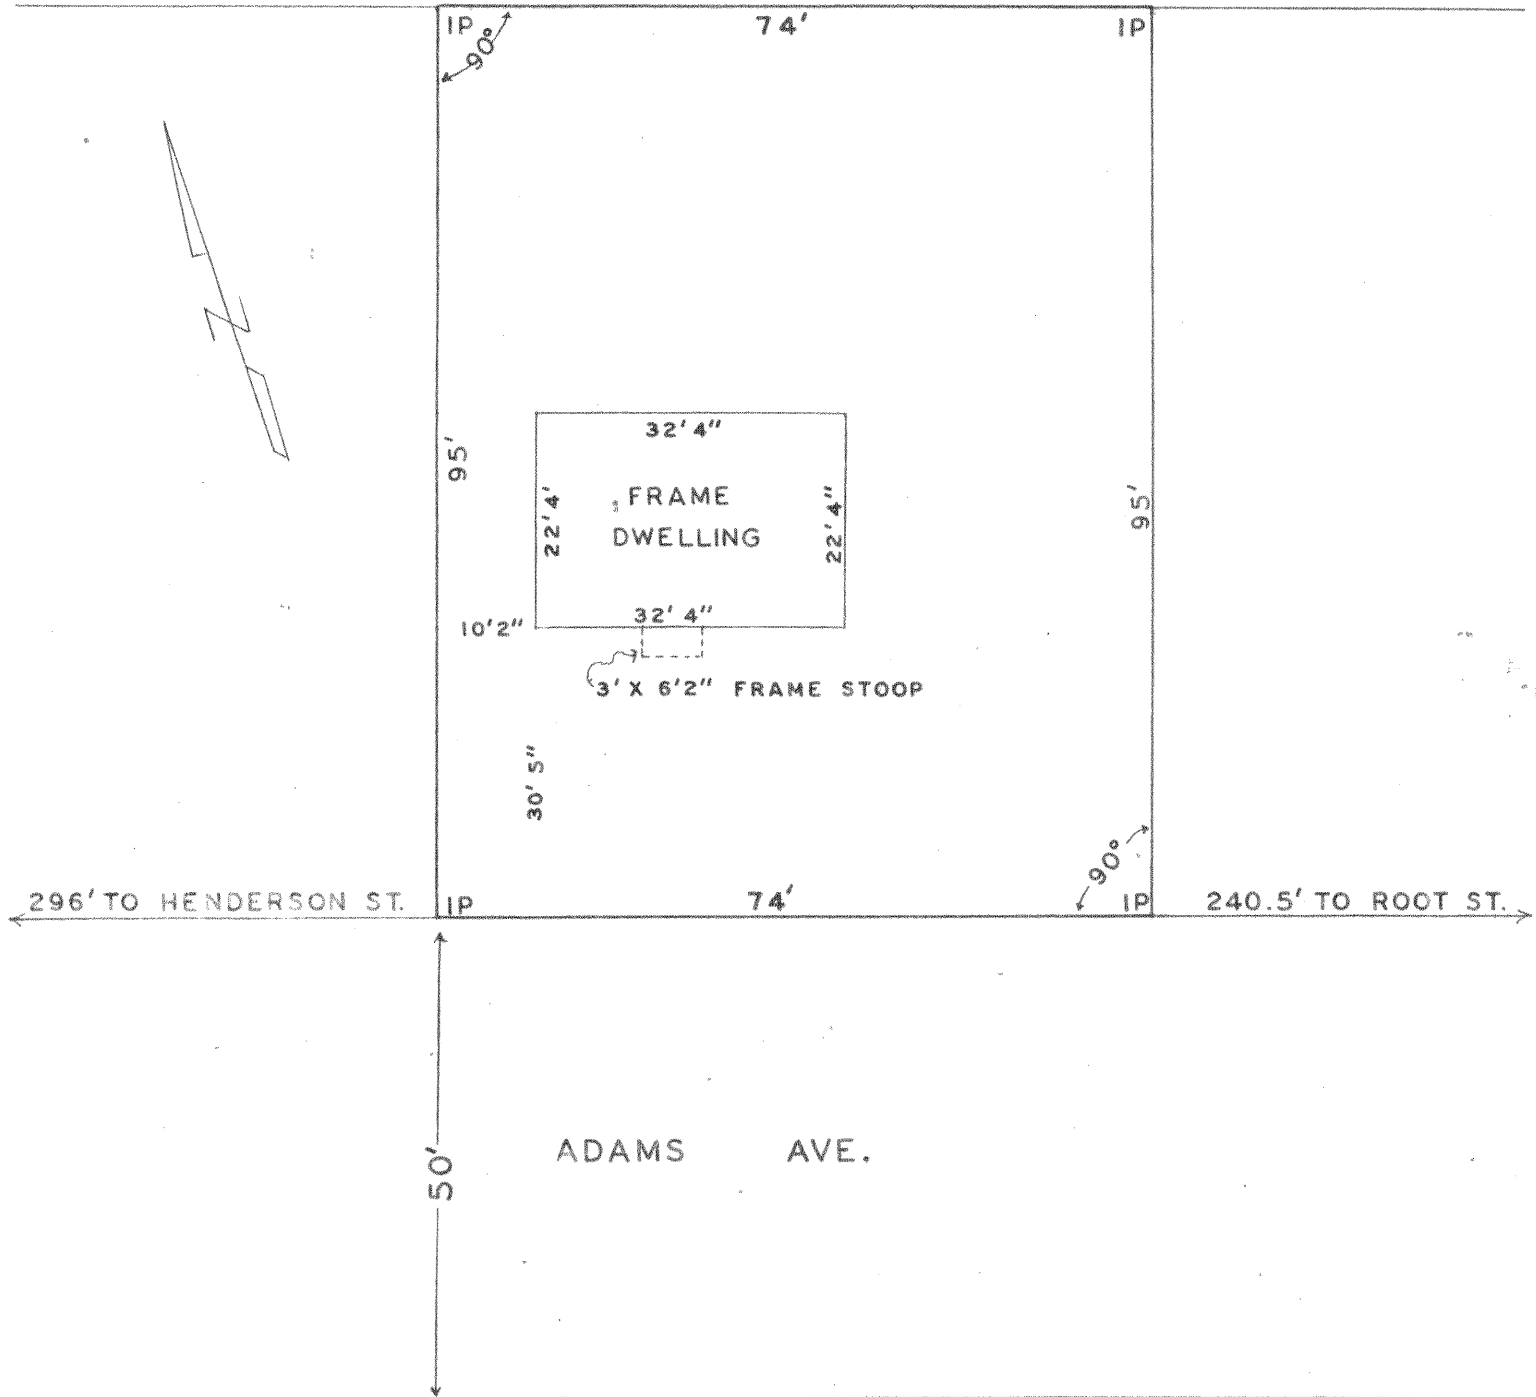 IP 74' IP
90°
N
32' 4"
95'
22' 4'
FRAME
DWELLING
22' 4"
95'
10'2"
32' 4"
3' X 6'2" FRAME STOOP
30' 5"
90°
296' TO HENDERSON ST.
IP 74' IP
240.5' TO ROOT ST.
50'
ADAMS AVE.